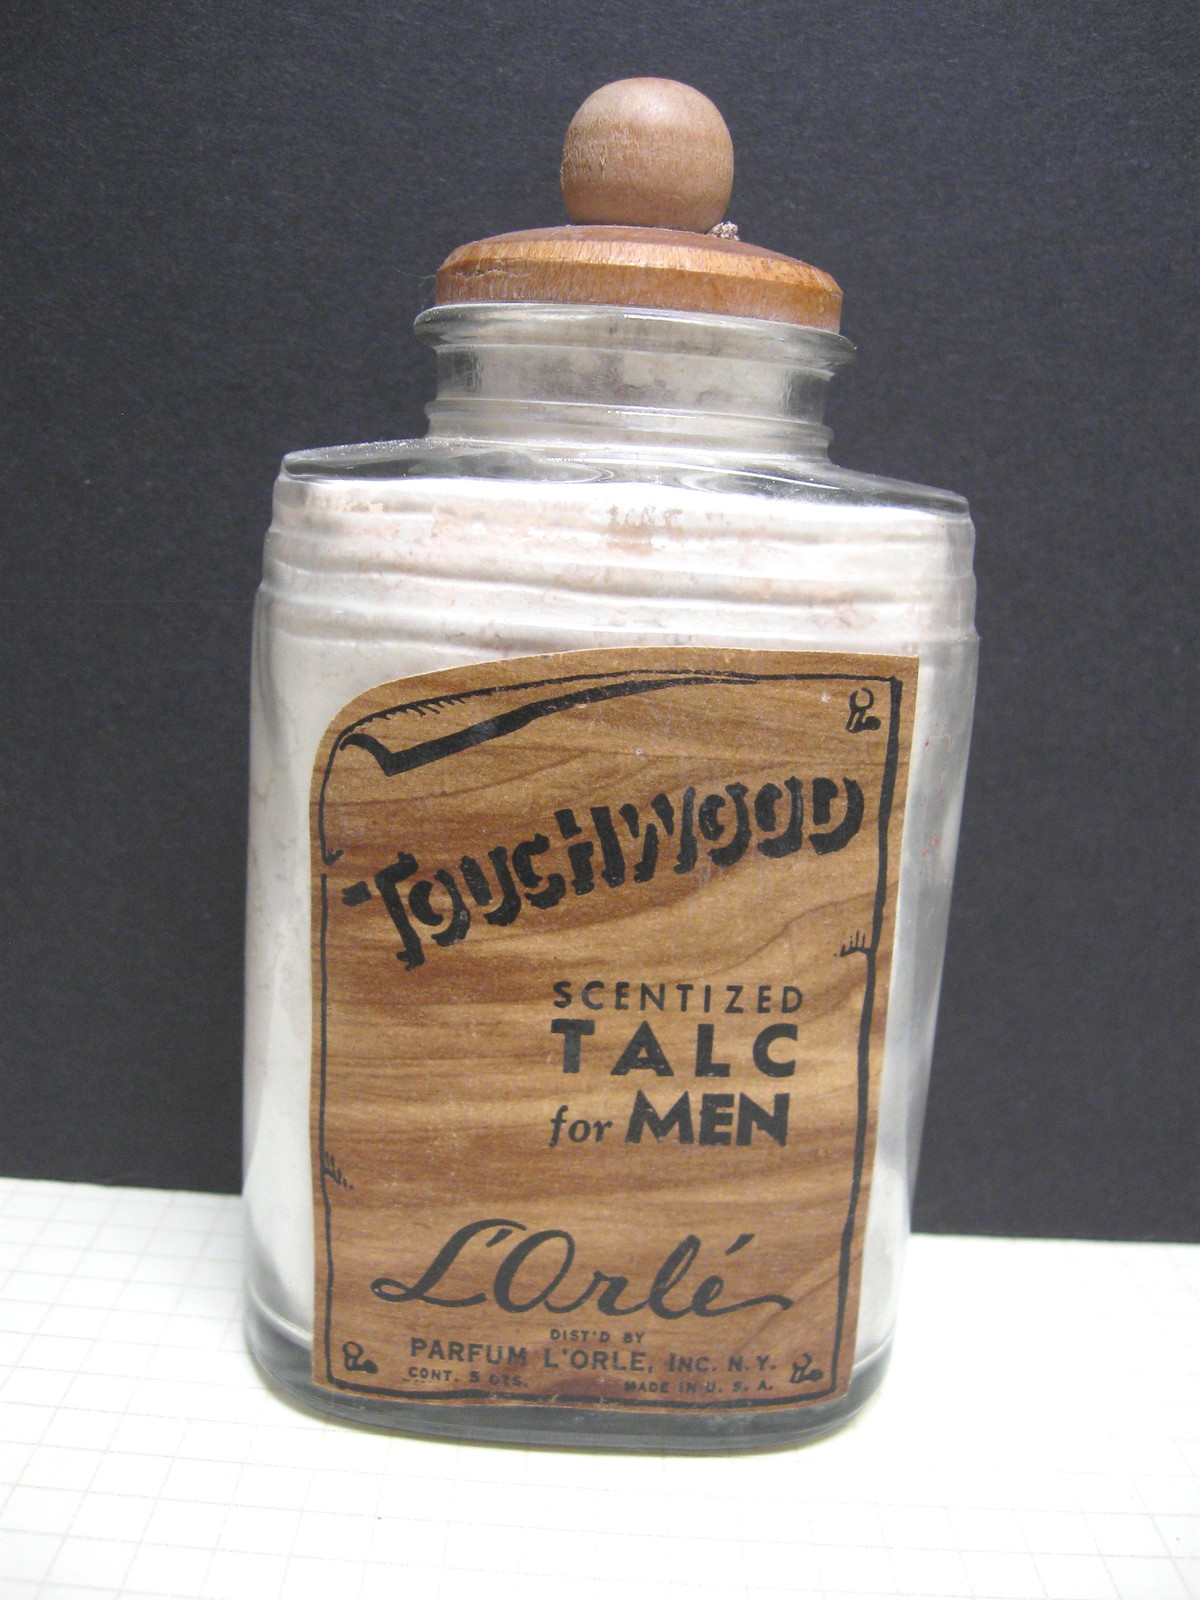 TOUCHWOOD
SCENTIZED
TALC
for MEN
L'Orlé
DIST'D BY
PARFUM L'ORLE, INC. N.Y.
CONT. 5 OZS. MADE IN U. S. A.